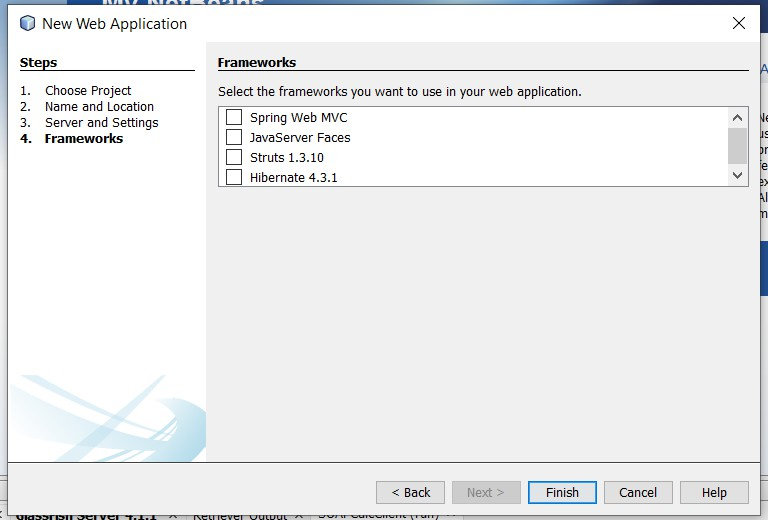 My NetBeans
New Web Application
Steps
1. Choose Project
2. Name and Location
3. Server and Settings
4. Frameworks
Frameworks
Select the frameworks you want to use in your web application.
Spring Web MVC
JavaServer Faces
Struts 1.3.10
Hibernate 4.3.1
< Back
Next >
Finish
Cancel
Help
GlassFish Server 4.1.1
Retriever Output
SOAPCalcClient (run)